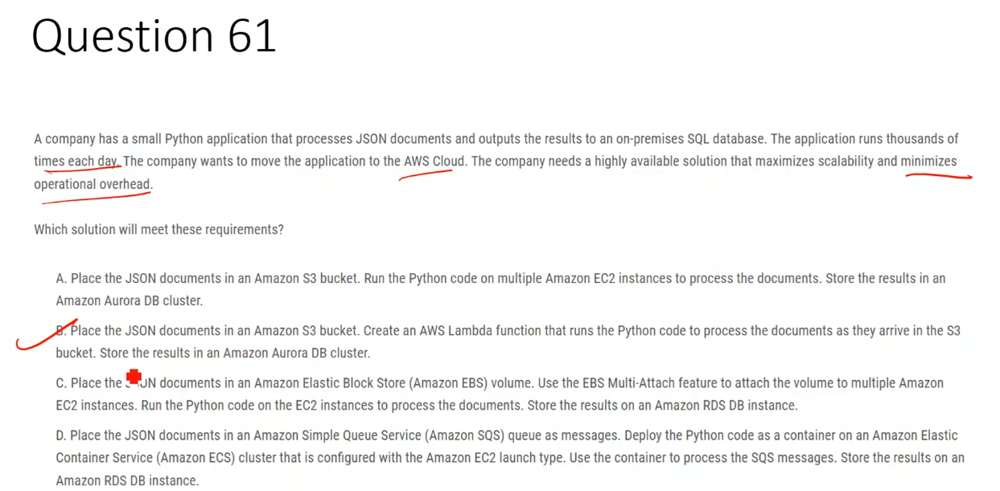 Question 61
A company has a small Python application that processes JSON documents and outputs the results to an on-premises SQL database. The application runs thousands of
times each day. The company wants to move the application to the AWS Cloud. The company needs a highly available solution that maximizes scalability and minimizes
operational overhead.
Which solution will meet these requirements?
A. Place the JSON documents in an Amazon S3 bucket. Run the Python code on multiple Amazon EC2 instances to process the documents. Store the results in an
Amazon Aurora DB cluster.
B. Place the JSON documents in an Amazon S3 bucket. Create an AWS Lambda function that runs the Python code to process the documents as they arrive in the S3
bucket. Store the results in an Amazon Aurora DB cluster.
C. Place the JSON documents in an Amazon Elastic Block Store (Amazon EBS) volume. Use the EBS Multi-Attach feature to attach the volume to multiple Amazon
EC2 instances. Run the Python code on the EC2 instances to process the documents. Store the results on an Amazon RDS DB instance.
D. Place the JSON documents in an Amazon Simple Queue Service (Amazon SQS) queue as messages. Deploy the Python code as a container on an Amazon Elastic
Container Service (Amazon ECS) cluster that is configured with the Amazon EC2 launch type. Use the container to process the SQS messages. Store the results on an
Amazon RDS DB instance.